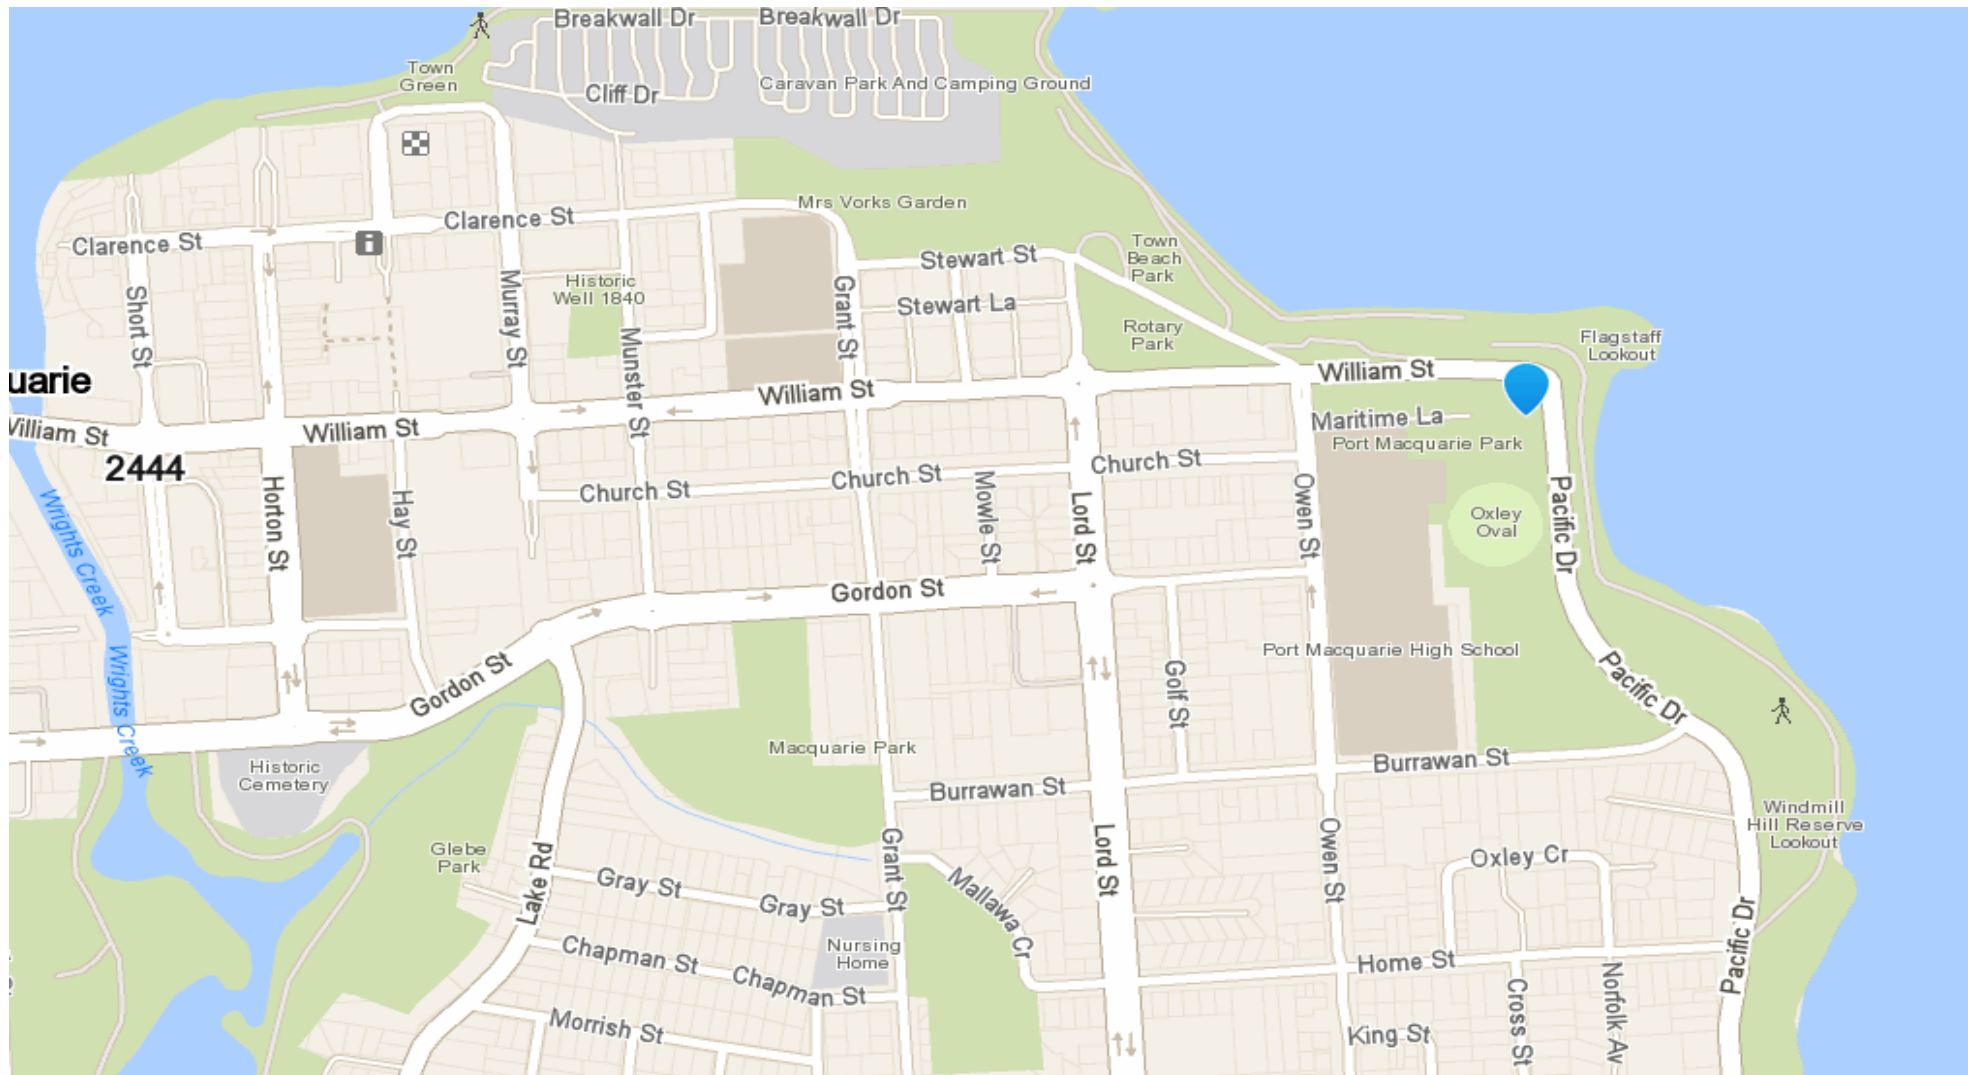 Breakwall Dr
Breakwall Dr
Town
Green
Caravan Park And Camping Ground
Cliff Dr
Mrs Vorks Garden
Clarence St
Clarence St
Stewart St
Town
Beach
Park
Historic
Well 1840
Short St
Murray St
Grant St
Stewart La
Rotary
Park
Flagstaff
Lookout
Munster St
uarie
William St
William St
William St
William St
Maritime La
Port Macquarie Park
2444
Church St
Church St
Church St
Wrights Creek
Horton St
Hay St
Mowle St
Lord St
Owen St
Oxley
Oval
Pacific Dr
Gordon St
Gordon St
Golf St
Port Macquarie High School
Pacific Dr
Wrights Creek
Macquarie Park
Historic
Cemetery
Burrawan St
Burrawan St
Windmill
Hill Reserve
Lookout
Glebe
Park
Lake Rd
Gray St
Gray St
Grant St
Mallawa Cr
Lord St
Owen St
Oxley Cr
Nursing
Home
Chapman St
Chapman St
Home St
Pacific Dr
Morrish St
King St
Cross St
Norfolk Av